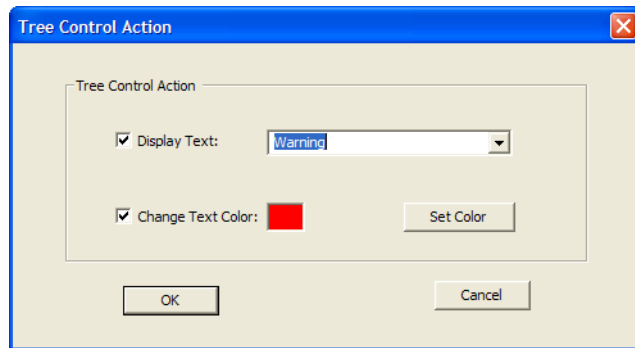 Tree Control Action
Tree Control Action
Display Text: Warning
Change Text Color: Set Color
OK Cancel